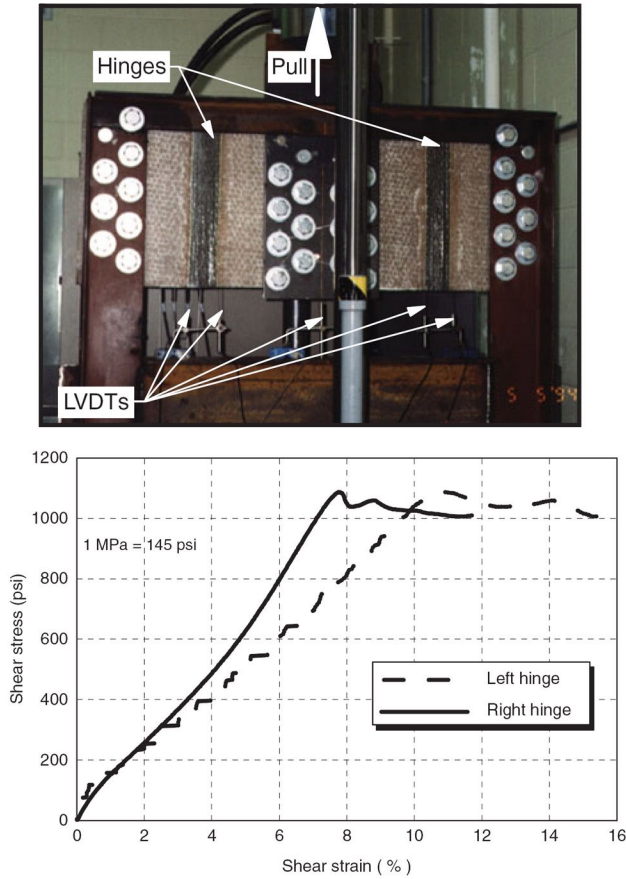 Hinges
Pull
LVDTs
5 5.'94
1200
1000
800
600
400
200
0
1 MPa = 145 psi
Left hinge
Right hinge
Shear stress (psi)
0 2 4 6 8 10 12 14 16
Shear strain ( % )